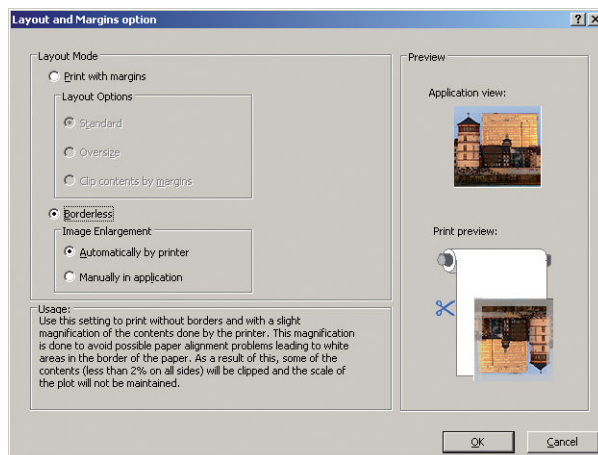 Layout and Margins option
Layout Mode
Print with margins
Layout Options
Standard
Oversize
Clip contents by margins
Borderless
Image Enlargement
Automatically by printer
Manually in application
Usage:
Use this setting to print without borders and with a slight
magnification of the contents done by the printer. This magnification
is done to avoid possible paper alignment problems leading to white
areas in the border of the paper. As a result of this, some of the
contents (less than 2% on all sides) will be clipped and the scale of
the plot will not be maintained.
Preview
Application view:
Print preview:
OK
Cancel